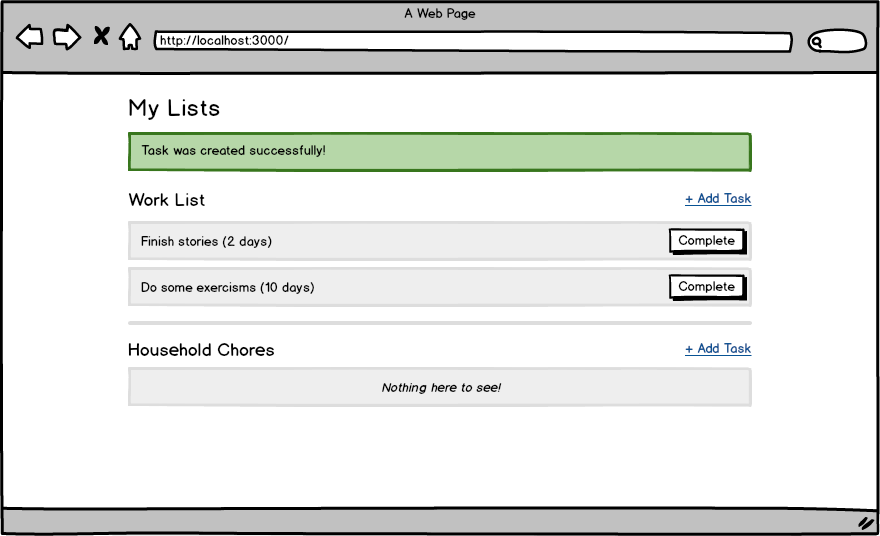 A Web Page
http://localhost:3000/
My Lists
Task was created successfully!
Work List
+ Add Task
Finish stories (2 days)
Complete
Do some exercisms (10 days)
Complete
Household Chores
+ Add Task
Nothing here to see!